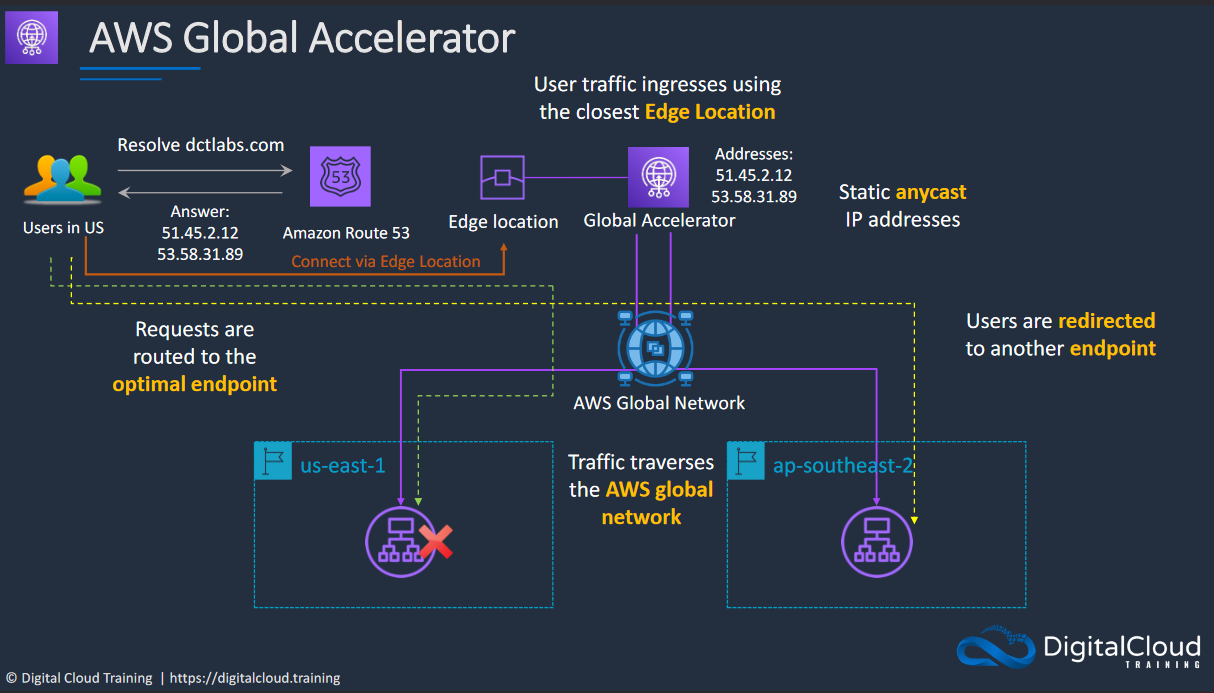 AWS Global Accelerator
User traffic ingresses using
the closest Edge Location
Resolve dctlabs.com
53
Addresses:
51.45.2.12
53.58.31.89
Static anycast
IP addresses
Users in US
Answer:
51.45.2.12
53.58.31.89
Amazon Route 53
Edge location
Global Accelerator
Connect via Edge Location
Requests are
routed to the
optimal endpoint
Users are redirected
to another endpoint
AWS Global Network
us-east-1
Traffic traverses
the AWS global
network
ap-southeast-2
DigitalCloud
TRAINING
© Digital Cloud Training | https://digitalcloud.training